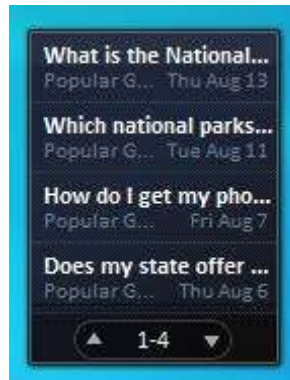 What is the National...
Popular G... Thu Aug 13
Which national parks...
Popular G... Tue Aug 11
How do I get my pho...
Popular G... Fri Aug 7
Does my state offer ...
Popular G... Thu Aug 6
1-4